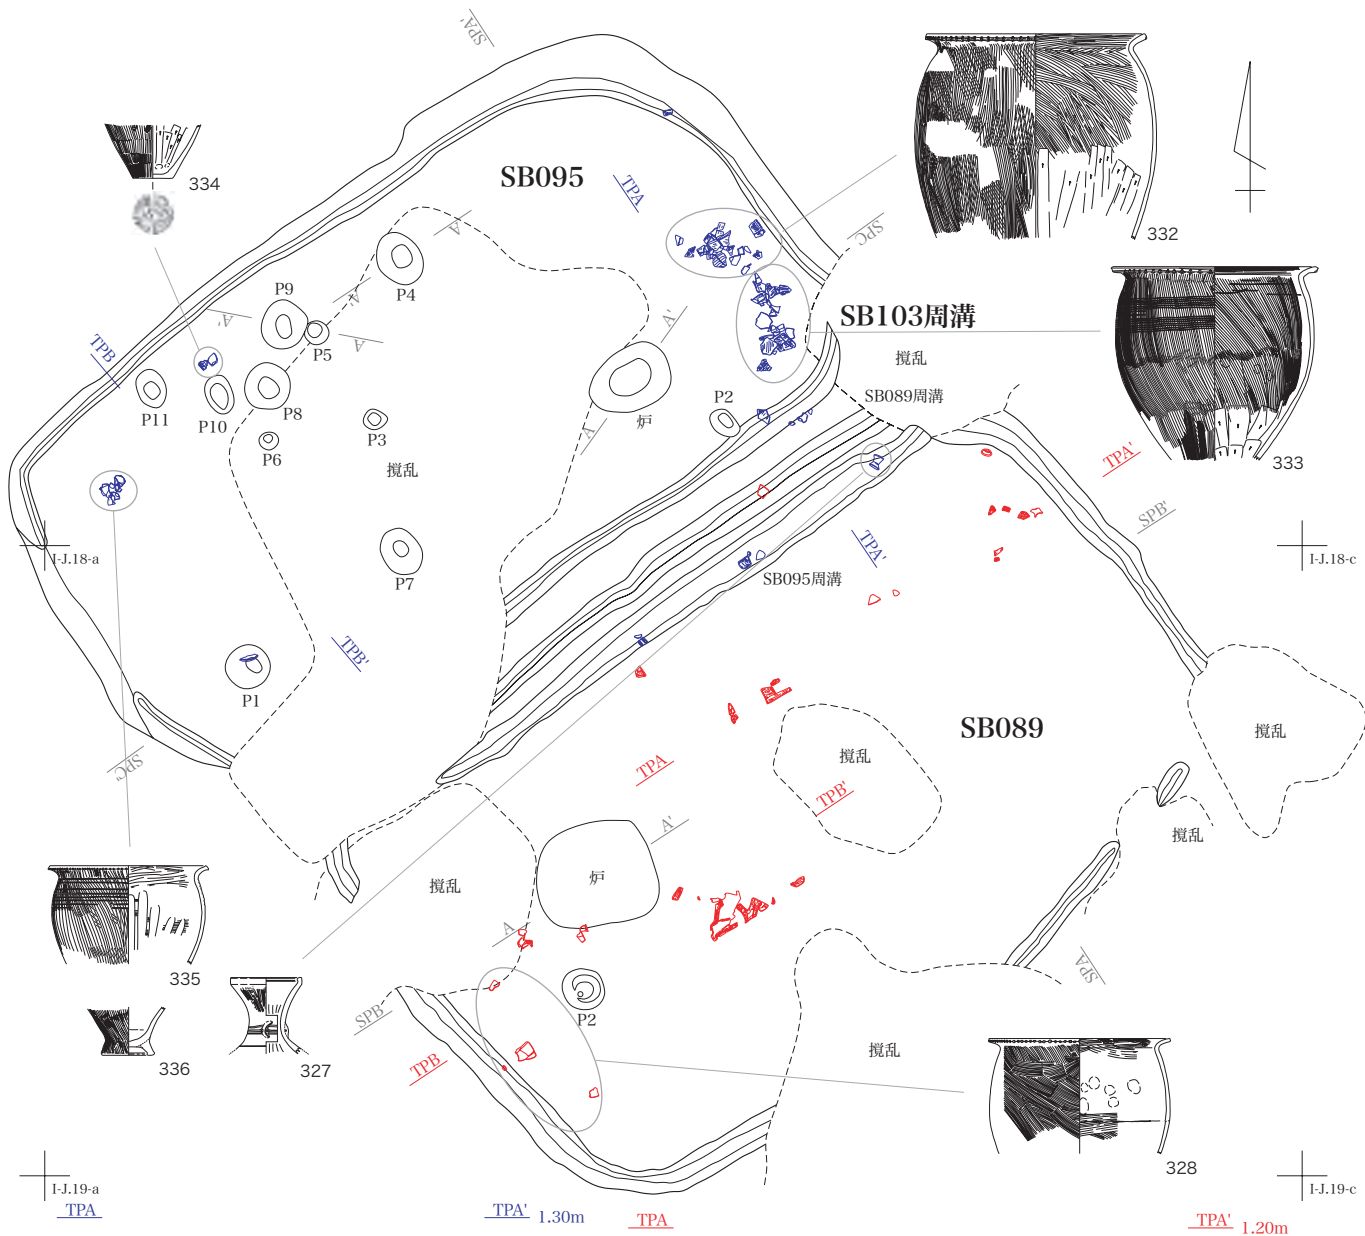 SPA'
332
334
SB095
TPA
SPC
A
P4
A'
P9
A'
P5
A
A'
SB103周溝
撹乱
TPB
P11
P10
P8
P6
P3
撹乱
炉
A
P2
SB089周溝
333
TPA'
SPB'
I-J.18-a
I-J.18-c
P7
TPA'
SB095周溝
TPB'
P1
SPC'
SB089
撹乱
TPA
撹乱
TPB'
撹乱
A'
炉
撹乱
A
335
336
327
SPB
TPB
P2
撹乱
SPA
328
I-J.19-a
I-J.19-c
TPA
TPA' 1.30m
TPA
TPA' 1.20m